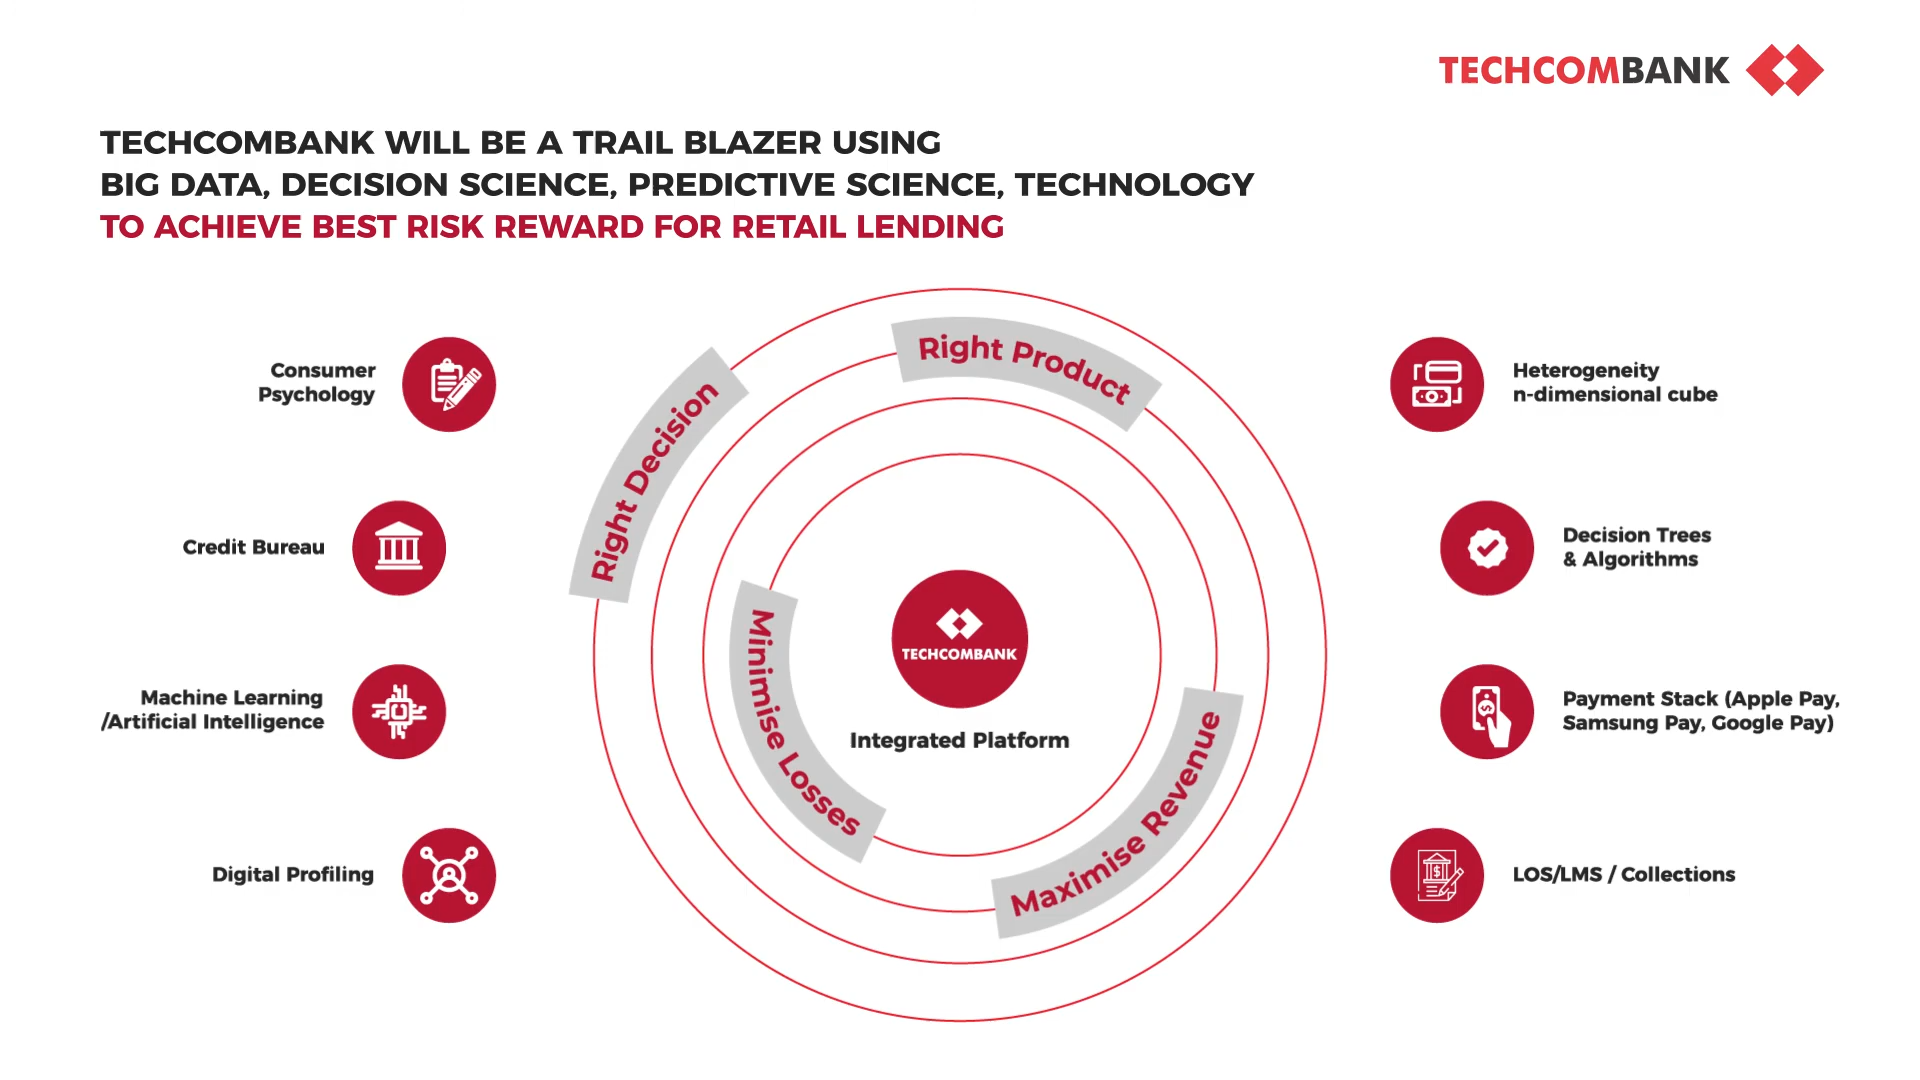 TECHCOMBANK
TECHCOMBANK WILL BE A TRAIL BLAZER USING
BIG DATA, DECISION SCIENCE, PREDICTIVE SCIENCE, TECHNOLOGY
TO ACHIEVE BEST RISK REWARD FOR RETAIL LENDING
Consumer
Psychology
Credit Bureau
Machine Learning
/Artificial Intelligence
Digital Profiling
Right Decision
Right Product
Minimise Losses
Maximise Revenue
TECHCOMBANK
Integrated Platform
Heterogeneity
n-dimensional cube
Decision Trees
& Algorithms
Payment Stack (Apple Pay,
Samsung Pay, Google Pay)
LOS/LMS / Collections